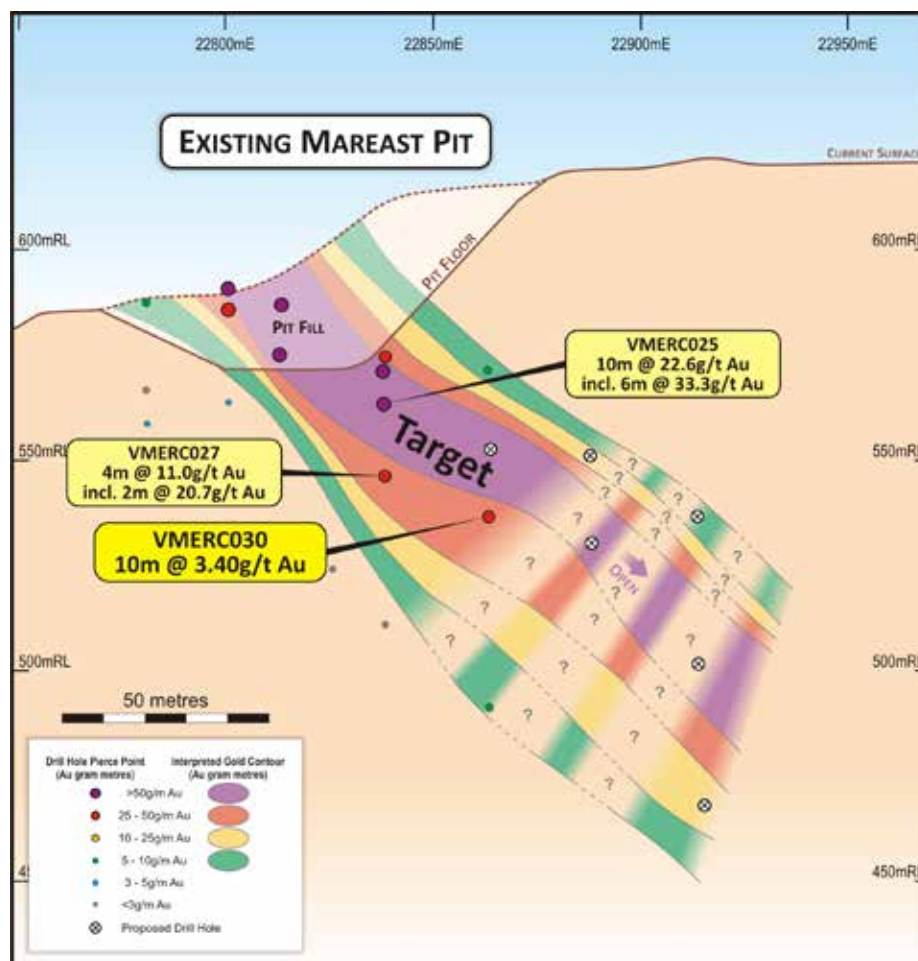 22800mE 22850mE 22900mE 22950mE
EXISTING MAREAST PIT
CURRENT SURFACE
600mRL 600mRL
PIT FLOOR
PIT FILL
VMERC025
10m @ 22.6g/t Au
incl. 6m @ 33.3g/t Au
Target
550mRL 550mRL
VMERC027
4m @ 11.0g/t Au
incl. 2m @ 20.7g/t Au
VMERC030
10m @ 3.40g/t Au
OPEN
? ? ? ? ? ? ? ? ? ? ? ? ? ? ? ? ? ? ? ?
500mRL 500mRL
50 metres
Drill Hole Pierce Point Interpreted Gold Contour
(Au gram metres) (Au gram metres)
>50g/m Au
25 - 50g/m Au
10 - 25g/m Au
5 - 10g/m Au
3 - 5g/m Au
<3g/m Au
Proposed Drill Hole
450mRL